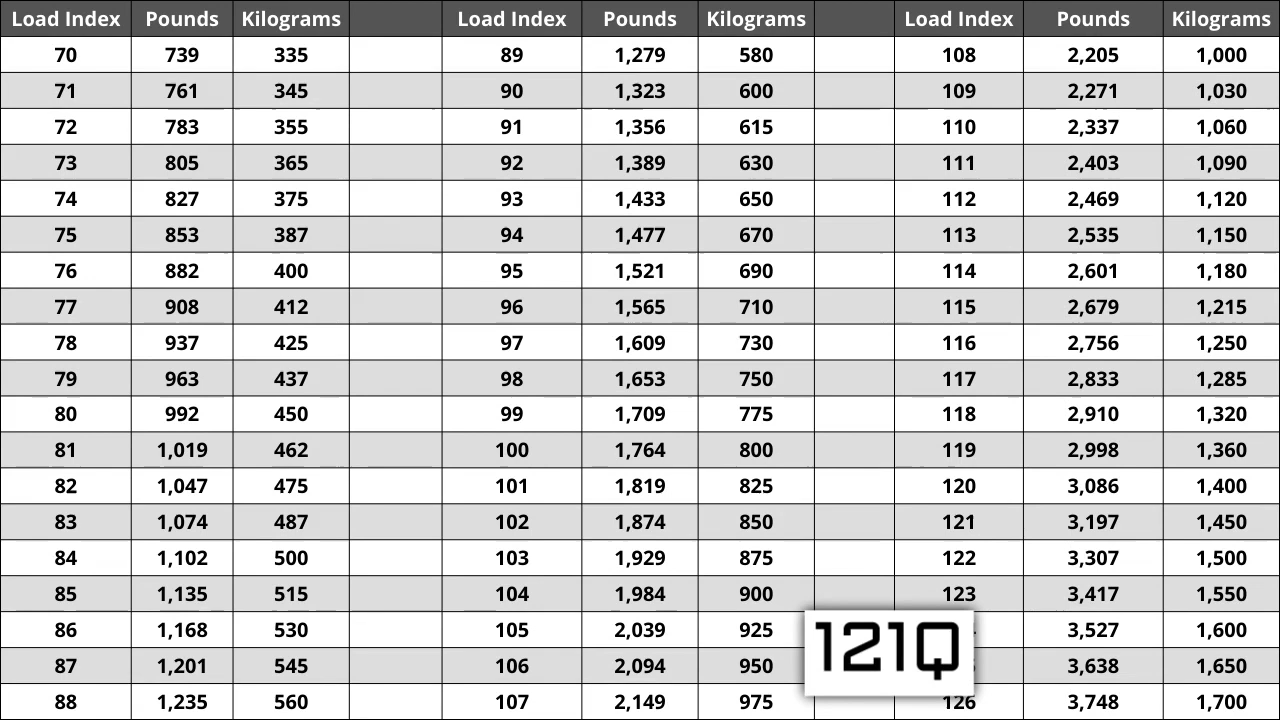 Load Index Pounds Kilograms Load Index Pounds Kilograms Load Index Pounds Kilograms
70 739 335 89 1,279 580 108 2,205 1,000
71 761 345 90 1,323 600 109 2,271 1,030
72 783 355 91 1,356 615 110 2,337 1,060
73 805 365 92 1,389 630 111 2,403 1,090
74 827 375 93 1,433 650 112 2,469 1,120
75 853 387 94 1,477 670 113 2,535 1,150
76 882 400 95 1,521 690 114 2,601 1,180
77 908 412 96 1,565 710 115 2,679 1,215
78 937 425 97 1,609 730 116 2,756 1,250
79 963 437 98 1,653 750 117 2,833 1,285
80 992 450 99 1,709 775 118 2,910 1,320
81 1,019 462 100 1,764 800 119 2,998 1,360
82 1,047 475 101 1,819 825 120 3,086 1,400
83 1,074 487 102 1,874 850 121 3,197 1,450
84 1,102 500 103 1,929 875 122 3,307 1,500
85 1,135 515 104 1,984 900 123 3,417 1,550
86 1,168 530 105 2,039 925 3,527 1,600
121Q
87 1,201 545 106 2,094 950 3,638 1,650
88 1,235 560 107 2,149 975 126 3,748 1,700